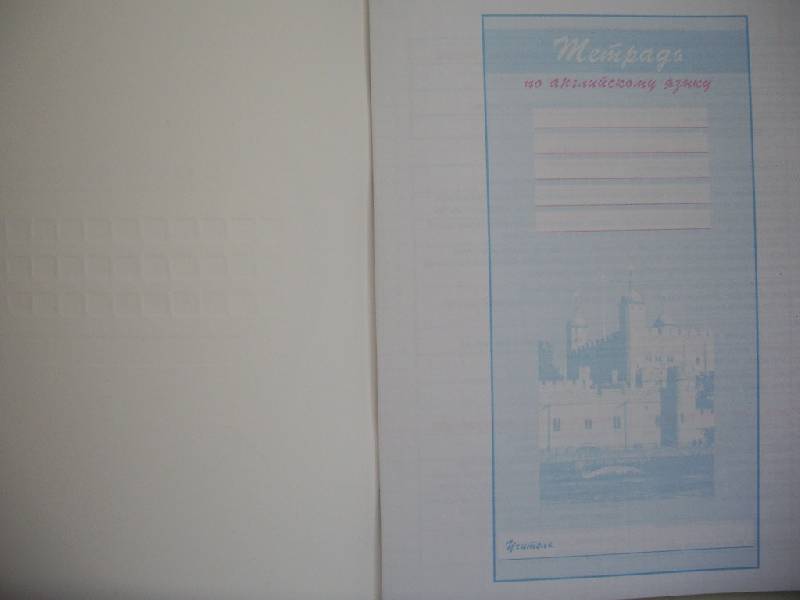 Тетрадь
по английскому языку
Учитель